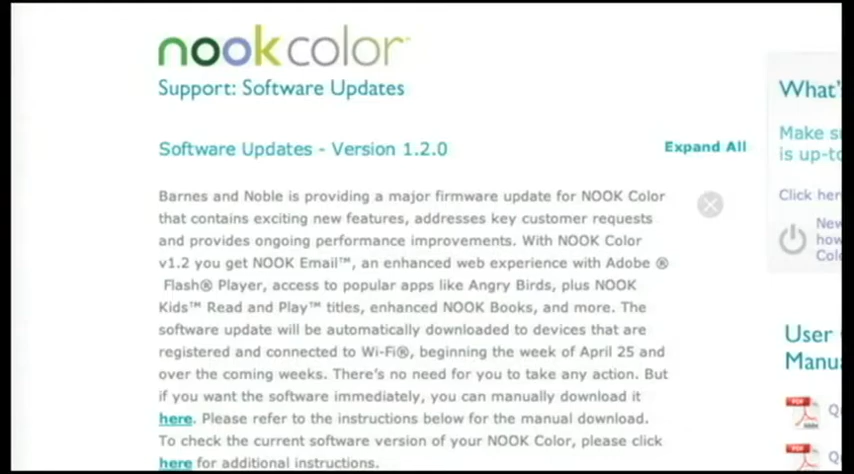 nook color™
Support: Software Updates
Software Updates - Version 1.2.0
Expand All
Barnes and Noble is providing a major firmware update for NOOK Color
that contains exciting new features, addresses key customer requests
and provides ongoing performance improvements. With NOOK Color
v1.2 you get NOOK Email™, an enhanced web experience with Adobe ®
Flash® Player, access to popular apps like Angry Birds, plus NOOK
Kids™ Read and Play™ titles, enhanced NOOK Books, and more. The
software update will be automatically downloaded to devices that are
registered and connected to Wi-Fi®, beginning the week of April 25 and
over the coming weeks. There's no need for you to take any action. But
if you want the software immediately, you can manually download it
here. Please refer to the instructions below for the manual download.
To check the current software version of your NOOK Color, please click
here for additional instructions.
What'
Make s
is up-to
Click her
New
how
Colo
User
Manua
PDF
PDF